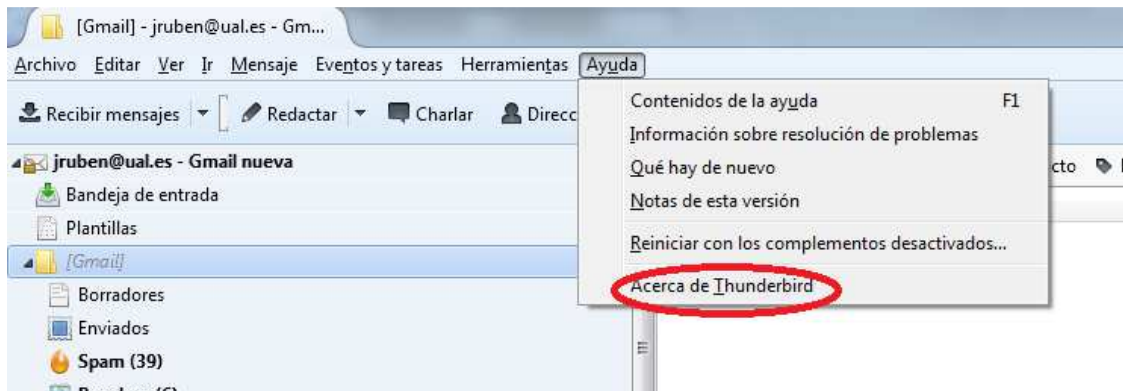 [Gmail] - jruben@ual.es - Gm...
Archivo Editar Ver Ir Mensaje Eventos y tareas Herramientas Ayuda
Recibir mensajes Redactar Charlar Direcc
Contenidos de la ayuda F1
Información sobre resolución de problemas
Qué hay de nuevo
Notas de esta versión
Reiniciar con los complementos desactivados...
Acerca de Thunderbird
cto
jruben@ual.es - Gmail nueva
Bandeja de entrada
Plantillas
[Gmail]
Borradores
Enviados
Spam (39)